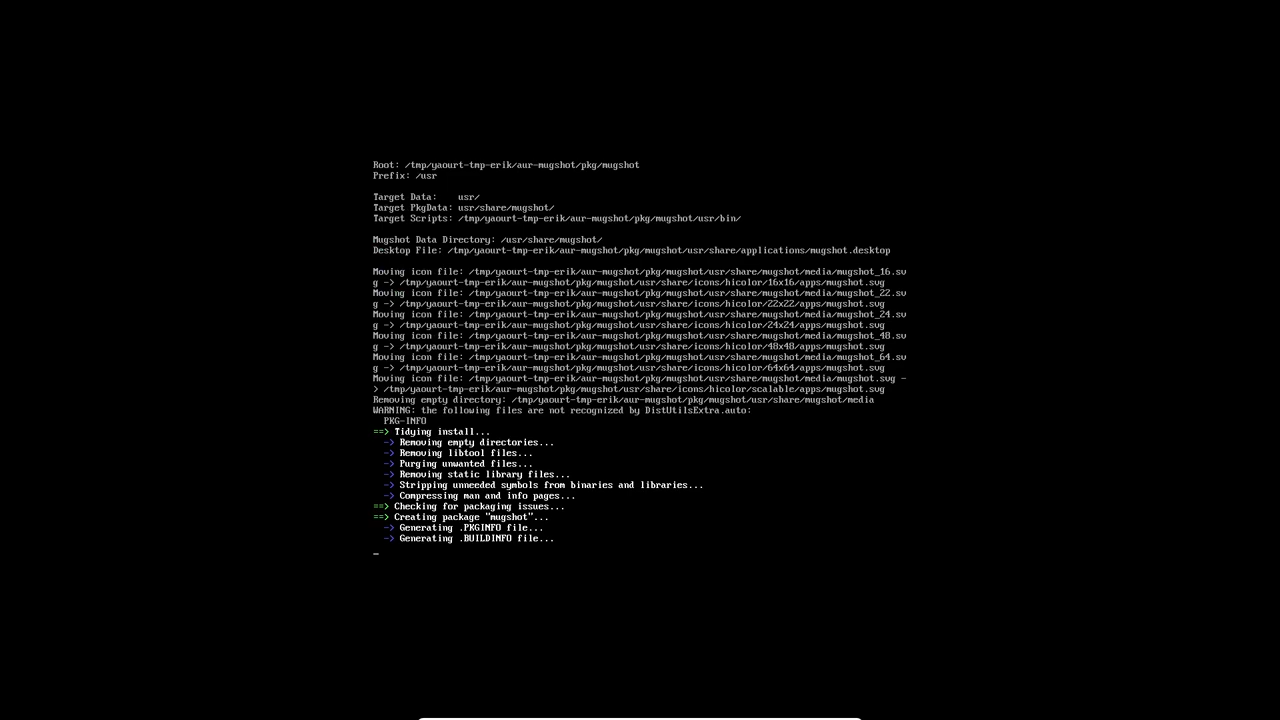 Root: /tmp/yaourt-tmp-erik/aur-mugshot/pkg/mugshot
Prefix: /usr
Target Data:    usr/
Target PkgData: usr/share/mugshot/
Target Scripts: /tmp/yaourt-tmp-erik/aur-mugshot/pkg/mugshot/usr/bin/
Mugshot Data Directory: /usr/share/mugshot/
Desktop File: /tmp/yaourt-tmp-erik/aur-mugshot/pkg/mugshot/usr/share/applications/mugshot.desktop
Moving icon file: /tmp/yaourt-tmp-erik/aur-mugshot/pkg/mugshot/usr/share/mugshot/media/mugshot_16.sv
g -> /tmp/yaourt-tmp-erik/aur-mugshot/pkg/mugshot/usr/share/icons/hicolor/16x16/apps/mugshot.svg
Moving icon file: /tmp/yaourt-tmp-erik/aur-mugshot/pkg/mugshot/usr/share/mugshot/media/mugshot_22.sv
g -> /tmp/yaourt-tmp-erik/aur-mugshot/pkg/mugshot/usr/share/icons/hicolor/22x22/apps/mugshot.svg
Moving icon file: /tmp/yaourt-tmp-erik/aur-mugshot/pkg/mugshot/usr/share/mugshot/media/mugshot_24.sv
g -> /tmp/yaourt-tmp-erik/aur-mugshot/pkg/mugshot/usr/share/icons/hicolor/24x24/apps/mugshot.svg
Moving icon file: /tmp/yaourt-tmp-erik/aur-mugshot/pkg/mugshot/usr/share/mugshot/media/mugshot_48.sv
g -> /tmp/yaourt-tmp-erik/aur-mugshot/pkg/mugshot/usr/share/icons/hicolor/48x48/apps/mugshot.svg
Moving icon file: /tmp/yaourt-tmp-erik/aur-mugshot/pkg/mugshot/usr/share/mugshot/media/mugshot_64.sv
g -> /tmp/yaourt-tmp-erik/aur-mugshot/pkg/mugshot/usr/share/icons/hicolor/64x64/apps/mugshot.svg
Moving icon file: /tmp/yaourt-tmp-erik/aur-mugshot/pkg/mugshot/usr/share/mugshot/media/mugshot.svg -
> /tmp/yaourt-tmp-erik/aur-mugshot/pkg/mugshot/usr/share/icons/hicolor/scalable/apps/mugshot.svg
Removing empty directory: /tmp/yaourt-tmp-erik/aur-mugshot/pkg/mugshot/usr/share/mugshot/media
WARNING: the following files are not recognized by DistUtilsExtra.auto:
  PKG-INFO
==> Tidying install...
  -> Removing empty directories...
  -> Removing libtool files...
  -> Purging unwanted files...
  -> Removing static library files...
  -> Stripping unneeded symbols from binaries and libraries...
  -> Compressing man and info pages...
==> Checking for packaging issues...
==> Creating package "mugshot"...
  -> Generating .PKGINFO file...
  -> Generating .BUILDINFO file...